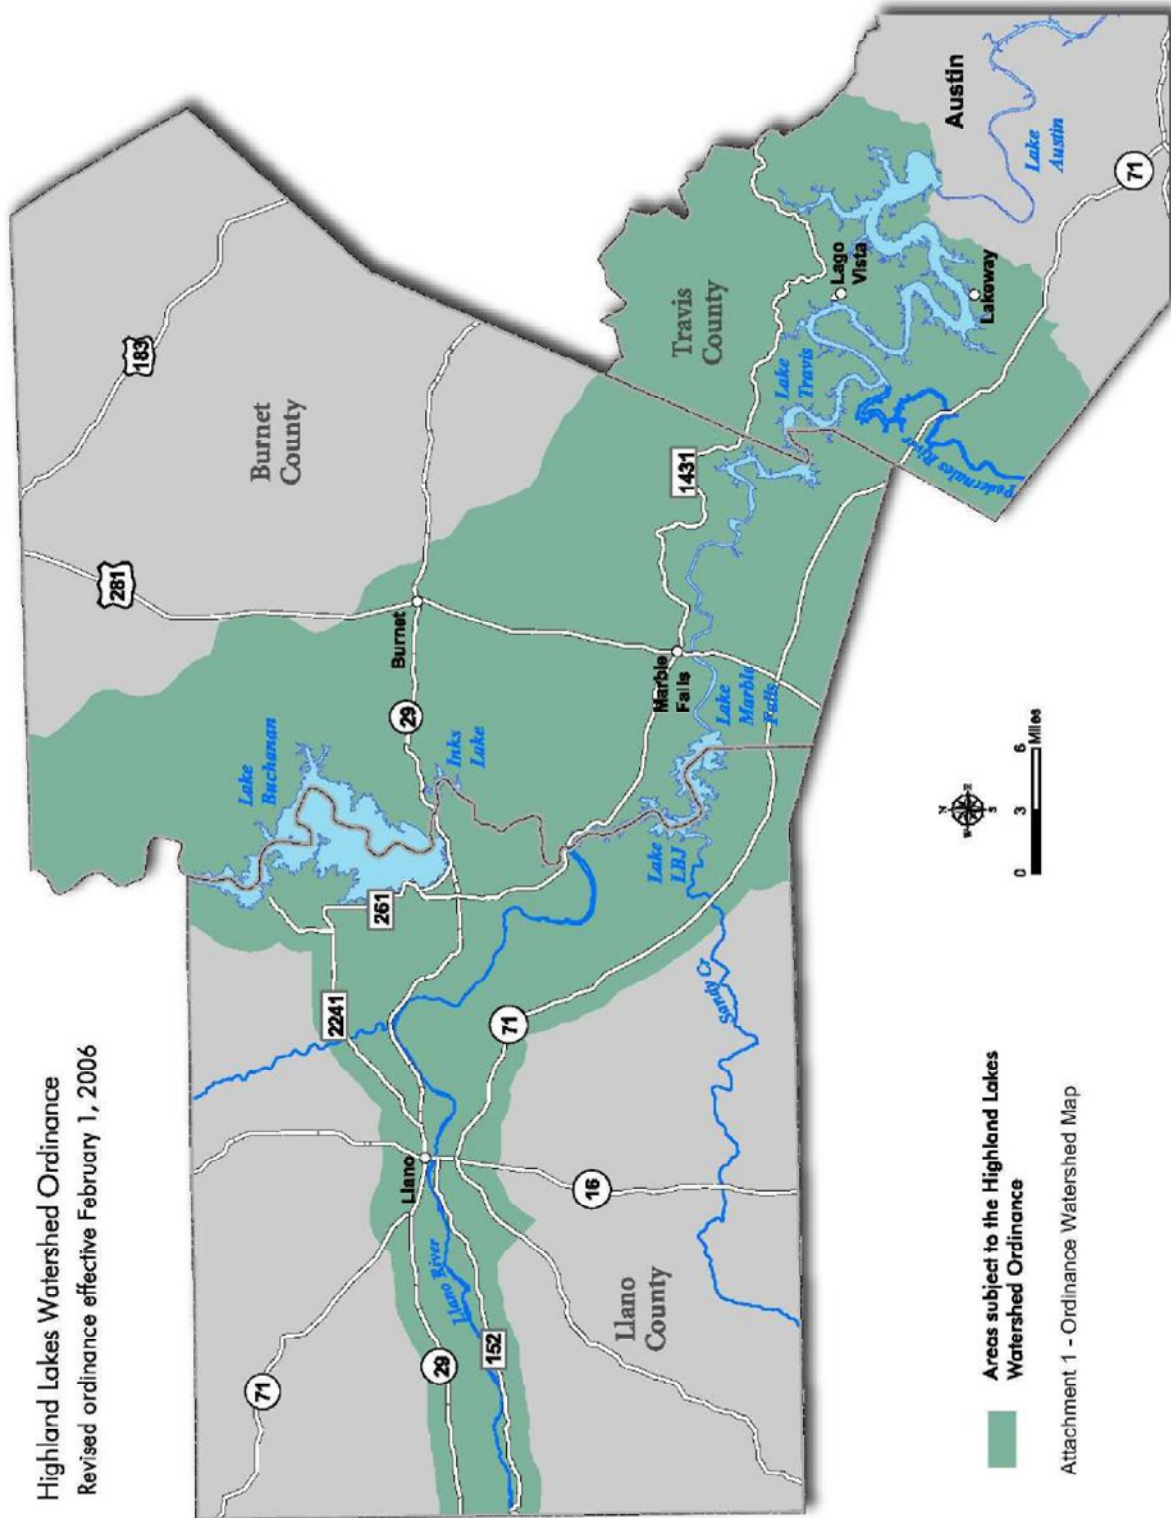 Highland Lakes Watershed Ordinance
Revised ordinance effective February 1, 2006
183
281
Burnet
County
Lake
Buchanan
Burnet
29
Inks
Lake
261
2241
71
Llano
29
Llano River
152
71
16
Llano
County
Sandy Cr
Lake
LBJ
Marble
Falls
Lake
Marble
Falls
1431
Travis
County
Lake
Travis
Lago
Vista
Lakeway
Pedernales River
Austin
Lake
Austin
71
N
W
E
S
0
3
6
Miles
Areas subject to the Highland Lakes
Watershed Ordinance
Attachment 1 - Ordinance Watershed Map